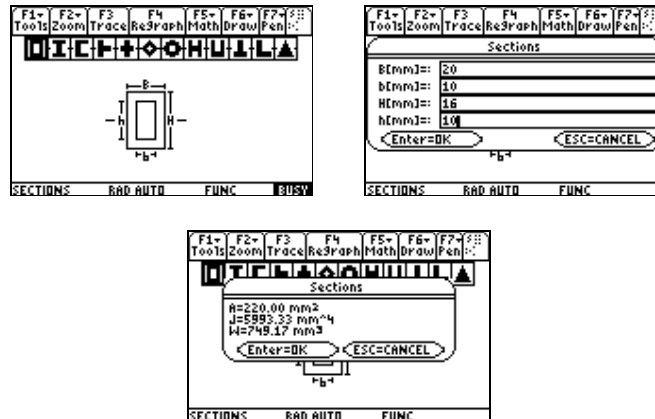 F1▾ F2▾ F3 F4 F5▾ F6▾ F7▾
Tools Zoom Trace ReGraph Math Draw Pen
B
h H
b
SECTIONS RAD AUTO FUNC BUSY
F1▾ F2▾ F3 F4 F5▾ F6▾ F7▾
Tools Zoom Trace ReGraph Math Draw Pen
Sections
B[mm]=: 20
b[mm]=: 10
H[mm]=: 16
h[mm]=: 10
Enter=OK ESC=CANCEL
b
SECTIONS RAD AUTO FUNC
F1▾ F2▾ F3 F4 F5▾ F6▾ F7▾
Tools Zoom Trace ReGraph Math Draw Pen
Sections
A=220.00 mm²
J=5993.33 mm^4
W=749.17 mm³
Enter=OK ESC=CANCEL
b
SECTIONS RAD AUTO FUNC